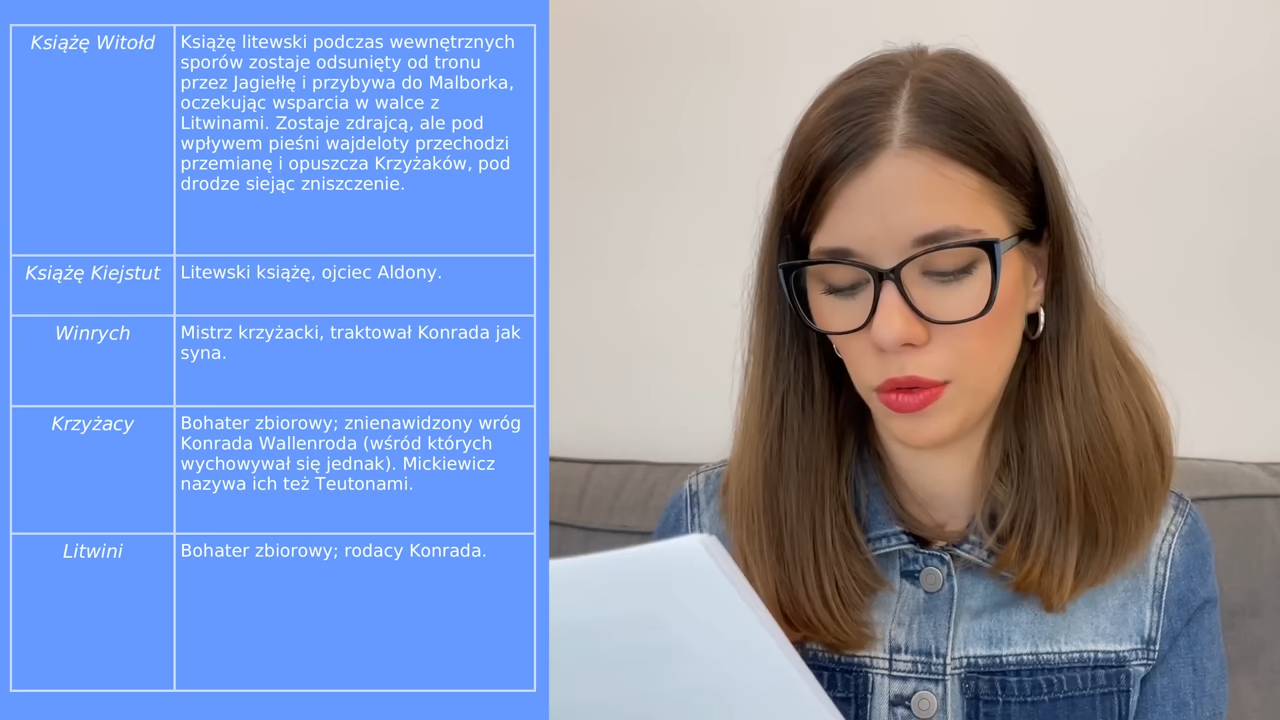 Książę Witołd
Książę litewski podczas wewnętrznych
sporów zostaje odsunięty od tronu
przez Jagiełłę i przybywa do Malborka,
oczekując wsparcia w walce z
Litwinami. Zostaje zdrajcą, ale pod
wpływem pieśni wajdeloty przechodzi
przemianę i opuszcza Krzyżaków, pod
drodze siejąc zniszczenie.
Książę Kiejstut
Litewski książę, ojciec Aldony.
Winrych
Mistrz krzyżacki, traktował Konrada jak
syna.
Krzyżacy
Bohater zbiorowy; znienawidzony wróg
Konrada Wallenroda (wśród których
wychowywał się jednak). Mickiewicz
nazywa ich też Teutonami.
Litwini
Bohater zbiorowy; rodacy Konrada.